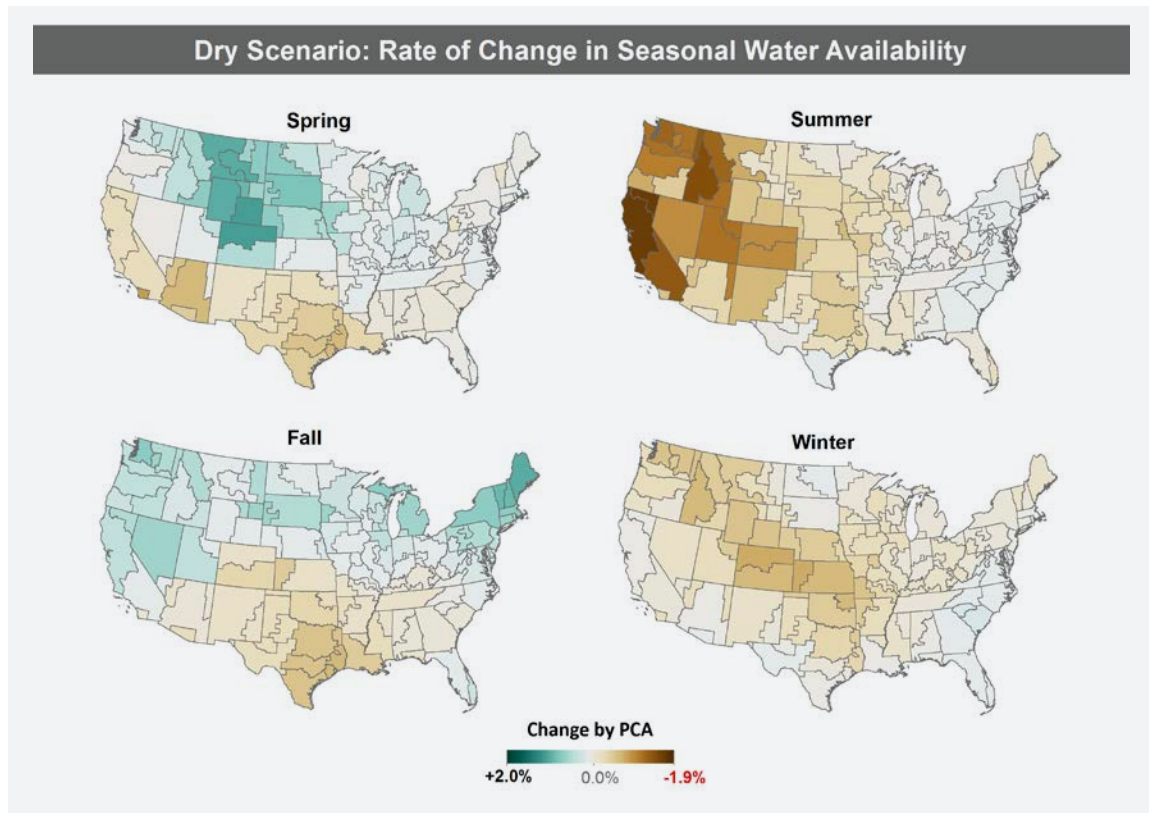 Dry Scenario: Rate of Change in Seasonal Water Availability
Spring
Summer
Fall
Winter
Change by PCA
+2.0%
0.0%
-1.9%